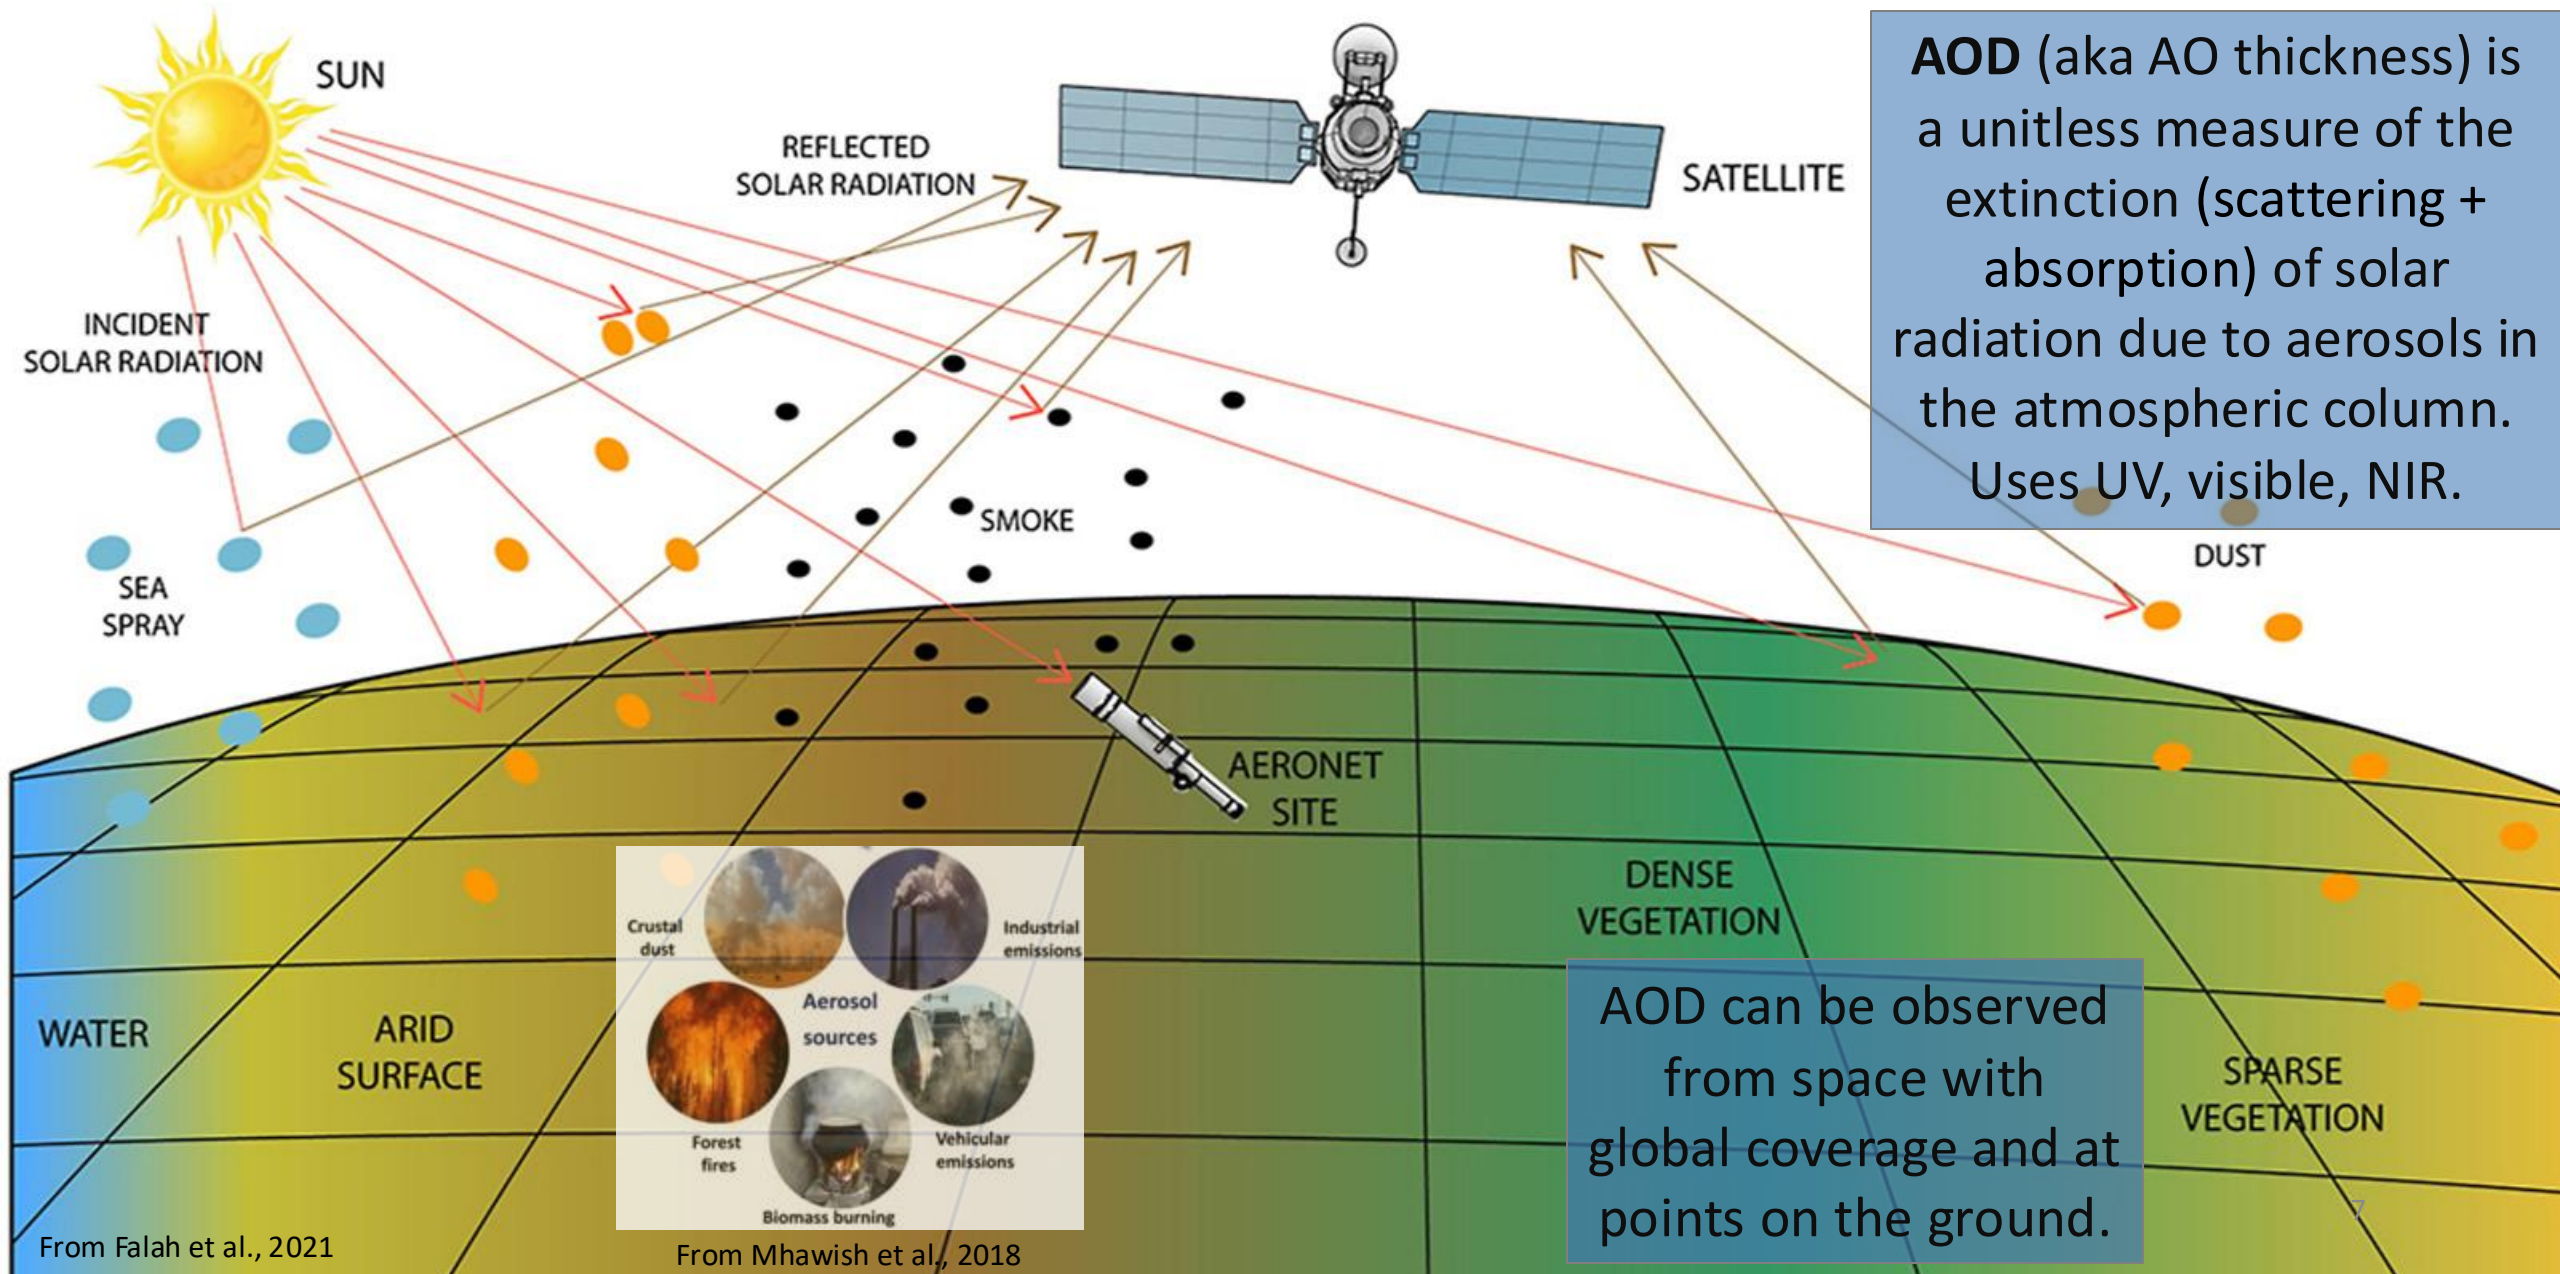 SUN
REFLECTED
SOLAR RADIATION
SATELLITE
AOD (aka AO thickness) is
a unitless measure of the
extinction (scattering +
absorption) of solar
radiation due to aerosols in
the atmospheric column.
Uses UV, visible, NIR.
INCIDENT
SOLAR RADIATION
SMOKE
DUST
SEA
SPRAY
AERONET
SITE
DENSE
VEGETATION
Crustal
dust
Industrial
emissions
Aerosol
sources
Forest
fires
Vehicular
emissions
Biomass burning
WATER
ARID
SURFACE
AOD can be observed
from space with
global coverage and at
points on the ground.
SPARSE
VEGETATION
7
From Falah et al., 2021
From Mhawish et al., 2018